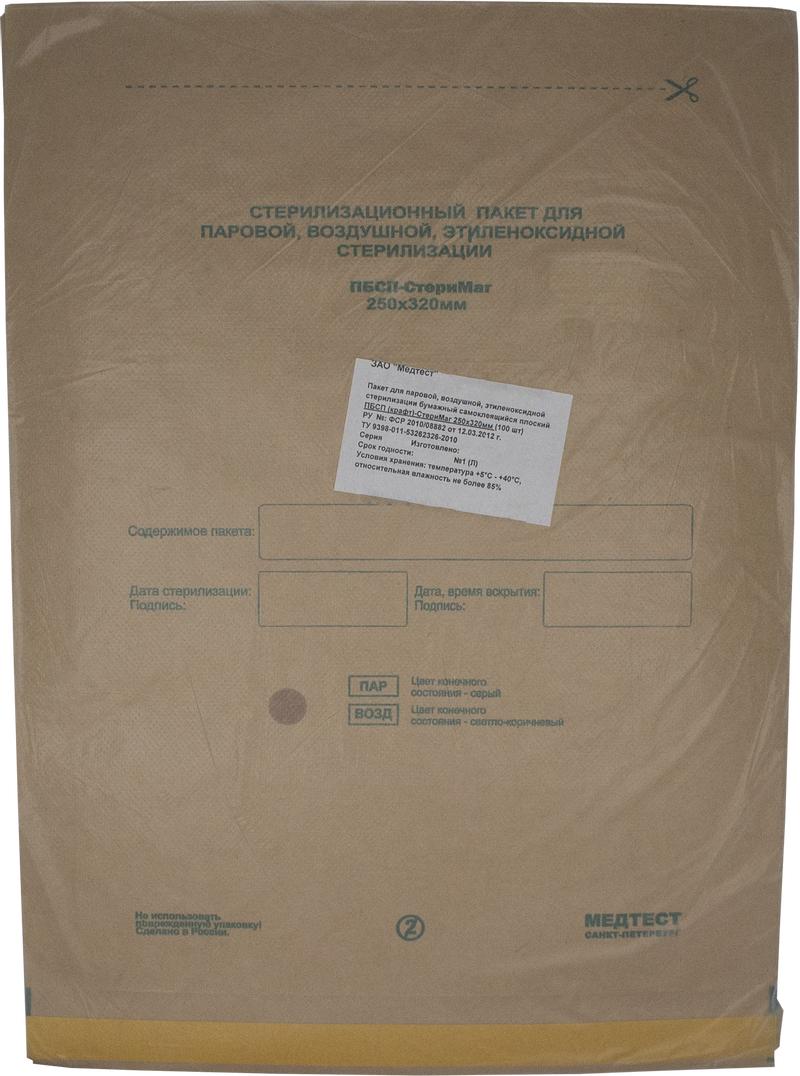 СТЕРИЛИЗАЦИОННЫЙ ПАКЕТ ДЛЯ
ПАРОВОЙ, ВОЗДУШНОЙ, ЭТИЛЕНОКСИДНОЙ
СТЕРИЛИЗАЦИИ
ПБСП-СтериМаг
250х320мм
ЗАО "Медтест"
Пакет для паровой, воздушной, этиленоксидной
стерилизации бумажный самоклеящийся плоский
ПБСП (крафт)-СтериМаг 250х320мм (100 шт)
РУ №: ФСР 2010/08882 от 12.03.2012 г.
ТУ 9398-011-53262326-2010
Серия Изготовлено:
Срок годности: №1 (Л)
Условия хранения: температура +5°С - +40°С,
относительная влажность не более 85%
Содержимое пакета:
Дата стерилизации: Дата, время вскрытия:
Подпись: Подпись:
ПАР Цвет конечного
состояния - серый
ВОЗД Цвет конечного
состояния - светло-коричневый
Не использовать
поврежденную упаковку!
Сделано в России.
2
МЕДТЕСТ
САНКТ-ПЕТЕРБУРГ